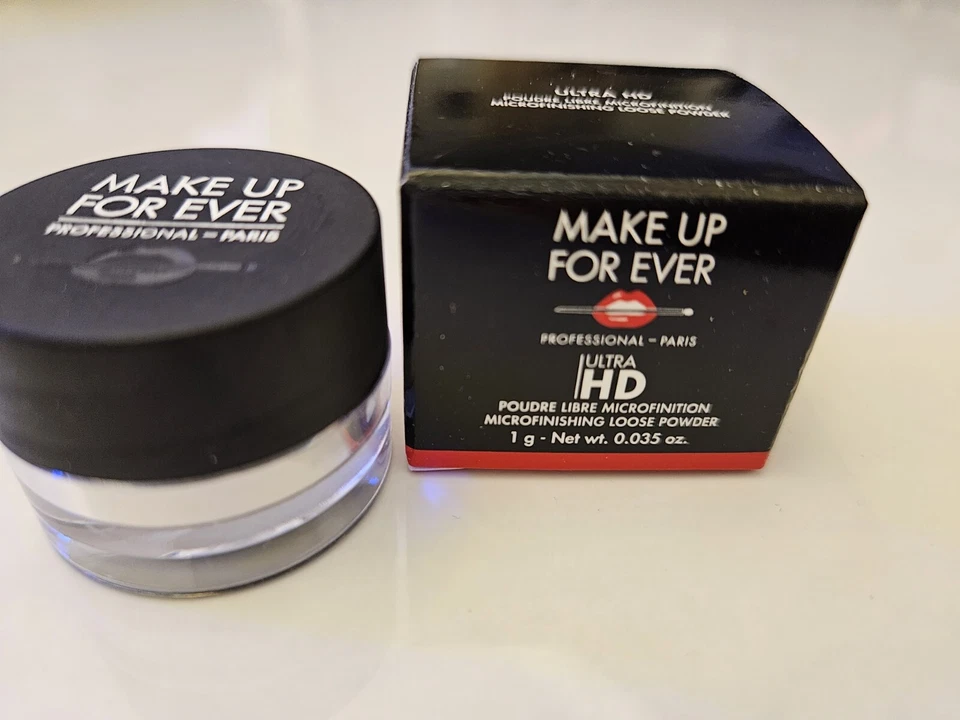 MAKE UP
FOR EVER
PROFESSIONAL – PARIS
ULTRA HD
POUDRE LIBRE MICROFINITION
MICROFINISHING LOOSE POWDER
MAKE UP
FOR EVER
PROFESSIONAL – PARIS
ULTRA
HD
POUDRE LIBRE MICROFINITION
MICROFINISHING LOOSE POWDER
1 g - Net wt. 0.035 oz.